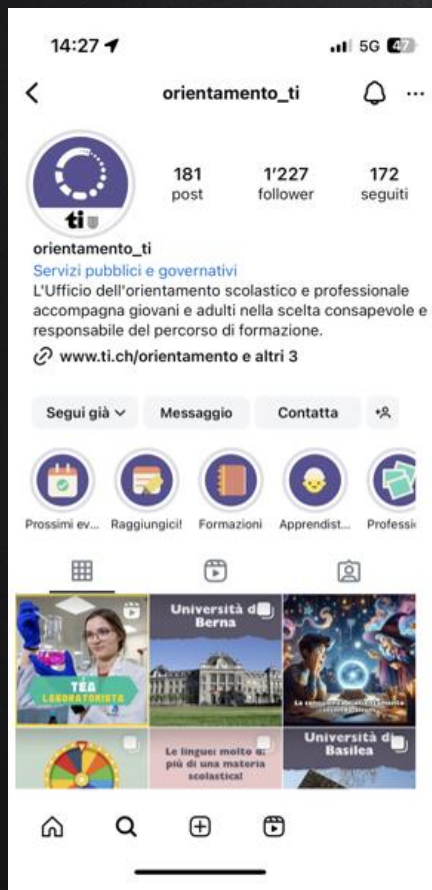 14:27
5G 47
orientamento_ti
181
post
1'227
follower
172
seguiti
ti
orientamento_ti
Servizi pubblici e governativi
L'Ufficio dell'orientamento scolastico e professionale
accompagna giovani e adulti nella scelta consapevole e
responsabile del percorso di formazione.
www.ti.ch/orientamento e altri 3
Segui già
Messaggio
Contatta
Prossimi ev...
Raggiungici!
Formazioni
Apprendist...
Professi
TEA
LABORATORISTA
Università d
Berna
Le lingue: molto d
più di una materia
scolastica!
Università d
Basilea